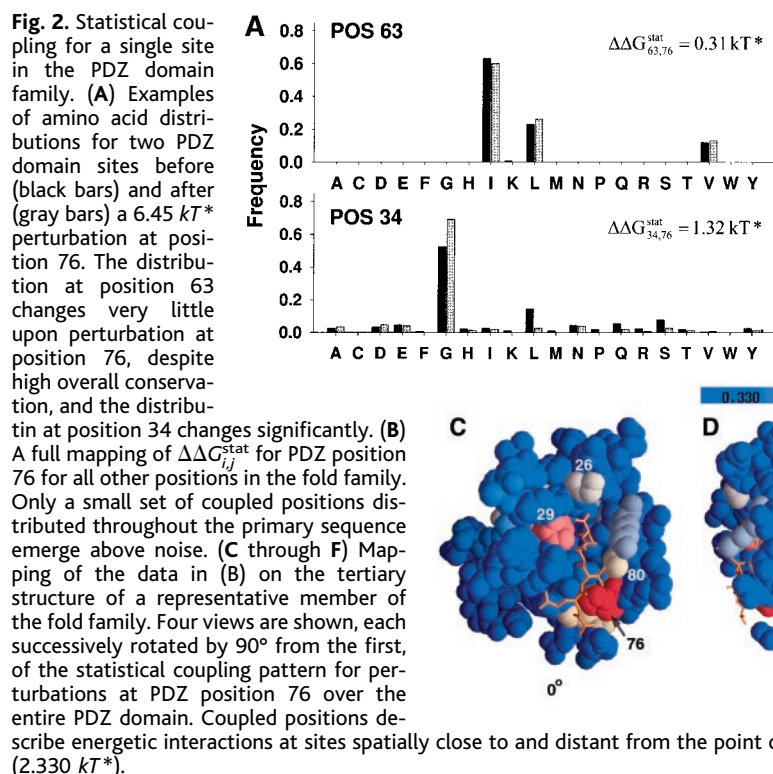 Fig. 2. Statistical cou-
pling for a single site
in the PDZ domain
family. (A) Examples
of amino acid distri-
butions for two PDZ
domain sites before
(black bars) and after
(gray bars) a 6.45 kT*
perturbation at posi-
tion 76. The distribu-
tion at position 63
changes very little
upon perturbation at
position 76, despite
high overall conserva-
tion, and the distribu-
tin at position 34 changes significantly. (B)
A full mapping of ΔΔG^stat_i,j for PDZ position
76 for all other positions in the fold family.
Only a small set of coupled positions dis-
tributed throughout the primary sequence
emerge above noise. (C through F) Map-
ping of the data in (B) on the tertiary
structure of a representative member of
the fold family. Four views are shown, each
successively rotated by 90° from the first,
of the statistical coupling pattern for per-
turbations at PDZ position 76 over the
entire PDZ domain. Coupled positions de-
scribe energetic interactions at sites spatially close to and distant from the point
(2.330 kT*).
A
POS 63
ΔΔG^stat_63,76 = 0.31 kT*
0.8
0.6
0.4
0.2
0.0
A C D E F G H I K L M N P Q R S T V W Y
Frequency
POS 34
ΔΔG^stat_34,76 = 1.32 kT*
0.8
0.6
0.4
0.2
0.0
A C D E F G H I K L M N P Q R S T V W Y
0.330
C
D
26
29
80
76
0°